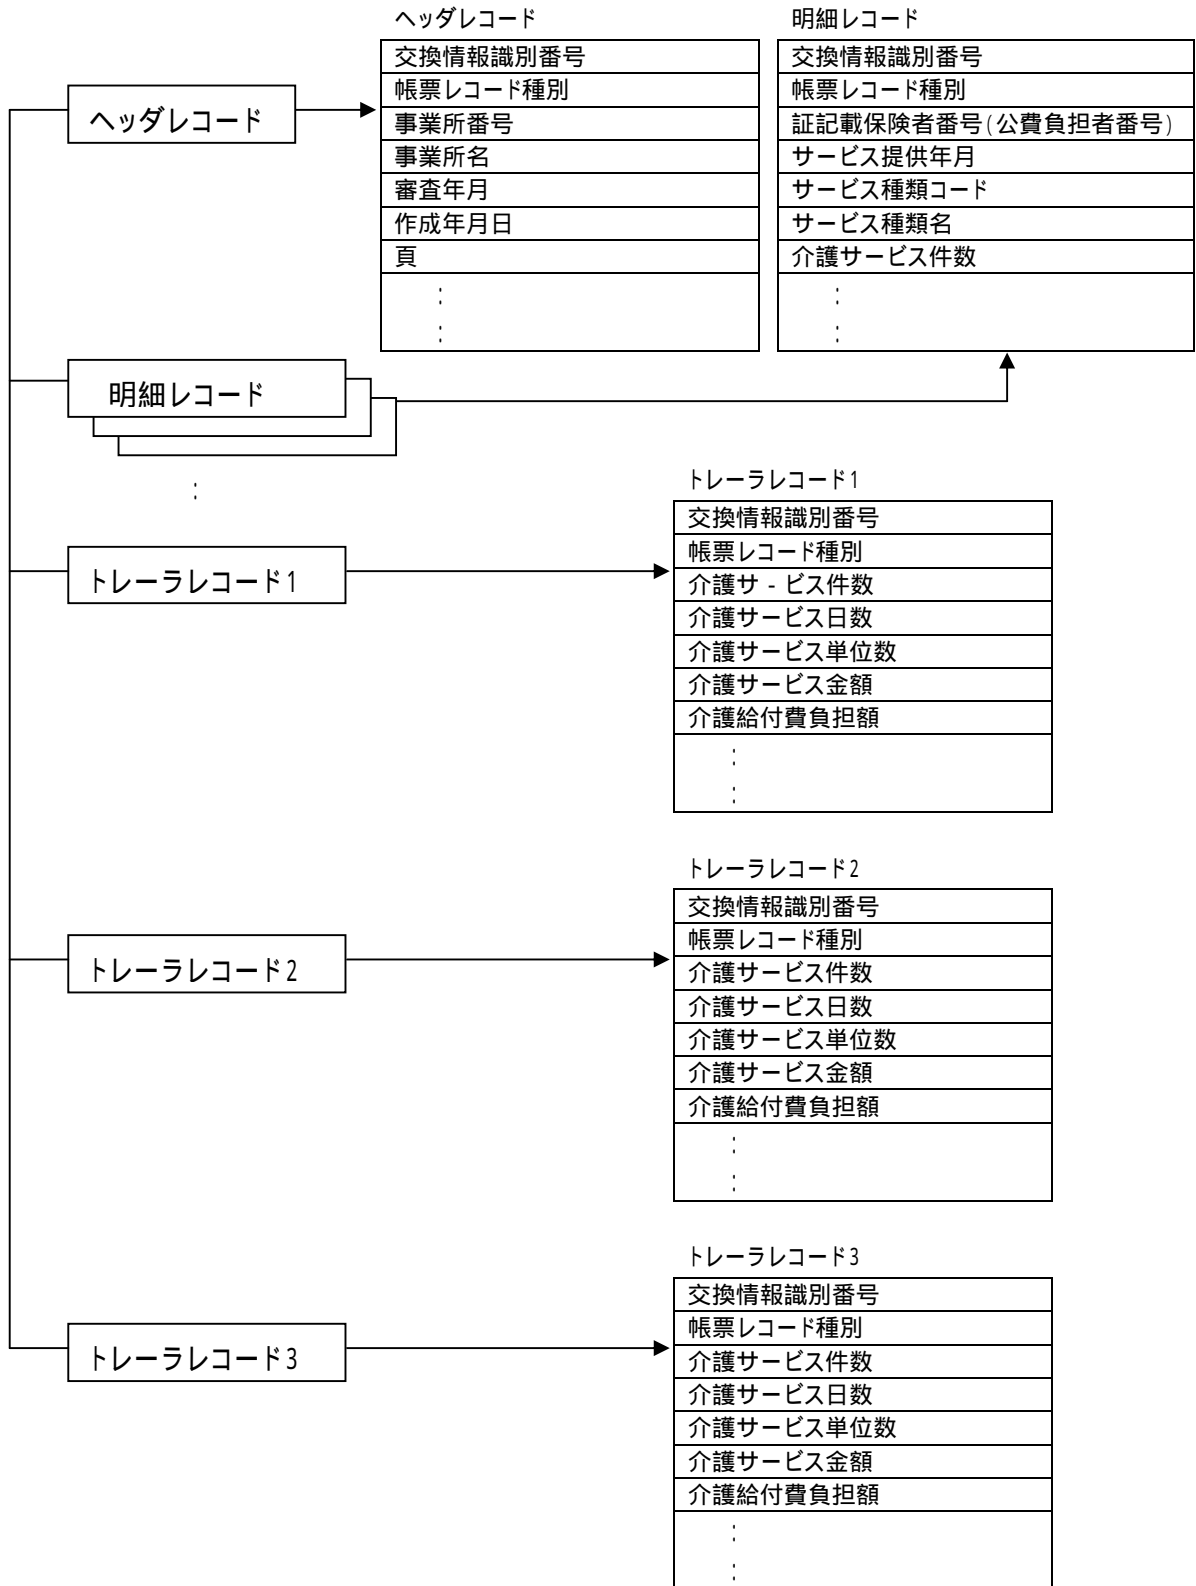 ヘッダレコード
交換情報識別番号
帳票レコード種別
事業所番号
事業所名
審査年月
作成年月日
頁
:
:
明細レコード
交換情報識別番号
帳票レコード種別
証記載保険者番号(公費負担者番号)
サービス提供年月
サービス種類コード
サービス種類名
介護サービス件数
:
:
ヘッダレコード
明細レコード
:
トレーラレコード1
トレーラレコード1
交換情報識別番号
帳票レコード種別
介護サ-ビス件数
介護サービス日数
介護サービス単位数
介護サービス金額
介護給付費負担額
:
:
トレーラレコード2
トレーラレコード2
交換情報識別番号
帳票レコード種別
介護サービス件数
介護サービス日数
介護サービス単位数
介護サービス金額
介護給付費負担額
:
:
トレーラレコード3
トレーラレコード3
交換情報識別番号
帳票レコード種別
介護サービス件数
介護サービス日数
介護サービス単位数
介護サービス金額
介護給付費負担額
:
: